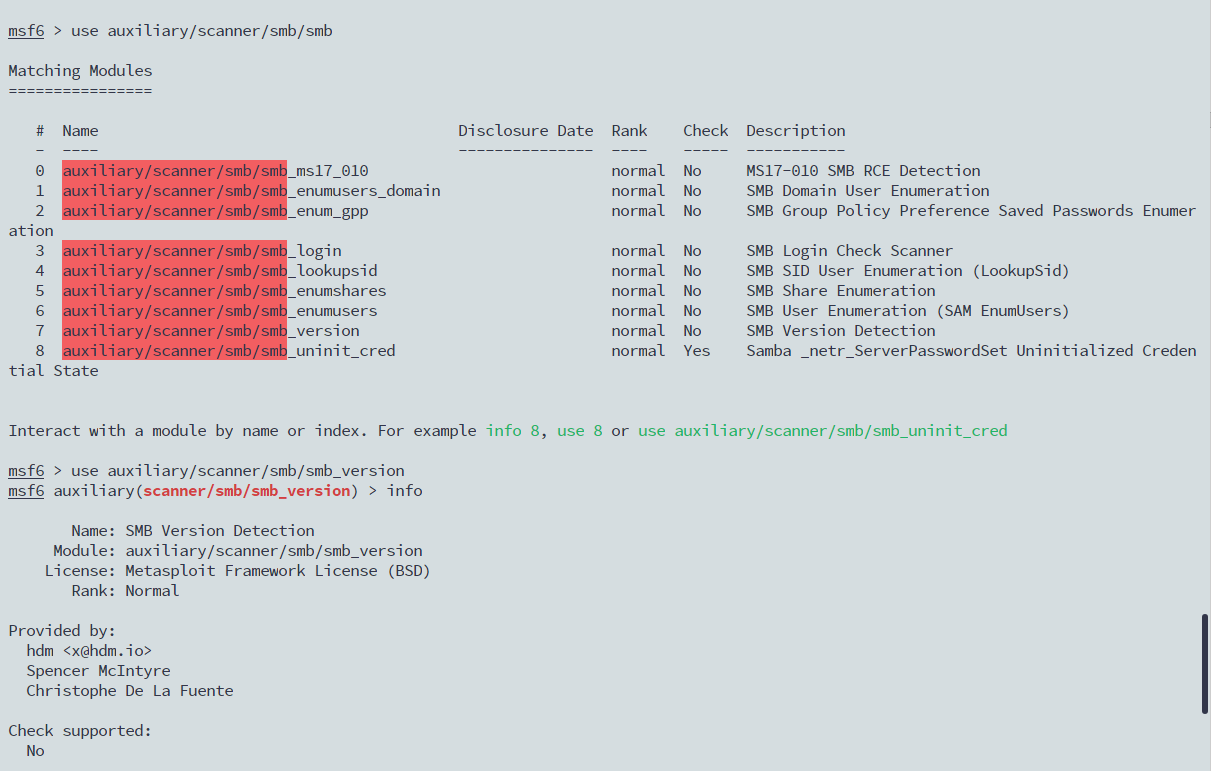 msf6 > use auxiliary/scanner/smb/smb
Matching Modules
================
   #  Name                                        Disclosure Date  Rank    Check  Description
   -  ----                                        ---------------  ----    -----  -----------
   0  auxiliary/scanner/smb/smb_ms17_010                           normal  No     MS17-010 SMB RCE Detection
   1  auxiliary/scanner/smb/smb_enumusers_domain                   normal  No     SMB Domain User Enumeration
   2  auxiliary/scanner/smb/smb_enum_gpp                           normal  No     SMB Group Policy Preference Saved Passwords Enumer
ation
   3  auxiliary/scanner/smb/smb_login                              normal  No     SMB Login Check Scanner
   4  auxiliary/scanner/smb/smb_lookupsid                          normal  No     SMB SID User Enumeration (LookupSid)
   5  auxiliary/scanner/smb/smb_enumshares                         normal  No     SMB Share Enumeration
   6  auxiliary/scanner/smb/smb_enumusers                          normal  No     SMB User Enumeration (SAM EnumUsers)
   7  auxiliary/scanner/smb/smb_version                            normal  No     SMB Version Detection
   8  auxiliary/scanner/smb/smb_uninit_cred                        normal  Yes    Samba _netr_ServerPasswordSet Uninitialized Creden
tial State
Interact with a module by name or index. For example info 8, use 8 or use auxiliary/scanner/smb/smb_uninit_cred
msf6 > use auxiliary/scanner/smb/smb_version
msf6 auxiliary(scanner/smb/smb_version) > info
       Name: SMB Version Detection
     Module: auxiliary/scanner/smb/smb_version
    License: Metasploit Framework License (BSD)
       Rank: Normal
Provided by:
  hdm <x@hdm.io>
  Spencer McIntyre
  Christophe De La Fuente
Check supported:
  No